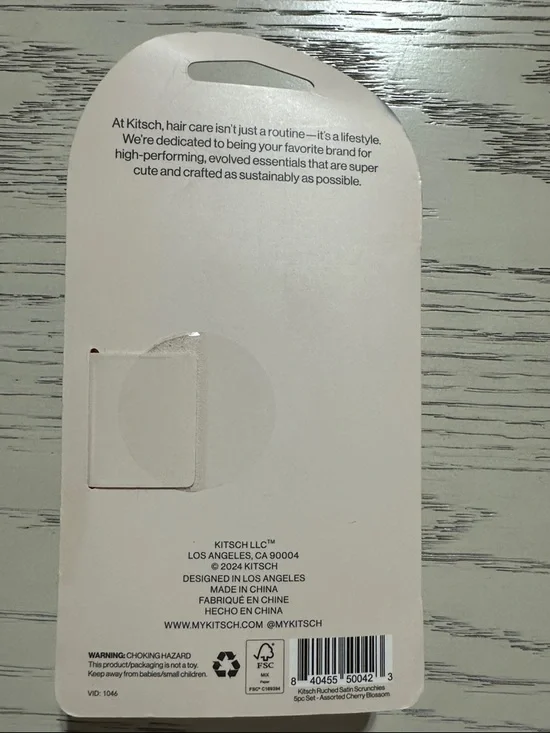 At Kitsch, hair care isn't just a routine—it's a lifestyle.
We're dedicated to being your favorite brand for
high-performing, evolved essentials that are super
cute and crafted as sustainably as possible.
KITSCH LLC™
LOS ANGELES, CA 90004
© 2024 KITSCH
DESIGNED IN LOS ANGELES
MADE IN CHINA
FABRIQUÉ EN CHINE
HECHO EN CHINA
WWW.MYKITSCH.COM @MYKITSCH
WARNING: CHOKING HAZARD
This product/packaging is not a toy.
Keep away from babies/small children.
VID: 1046
FSC
MIX
Paper
8 40455 50042 3
Kitsch Ruched Satin Scrunchies
5pc Set - Assorted Cherry Blossom